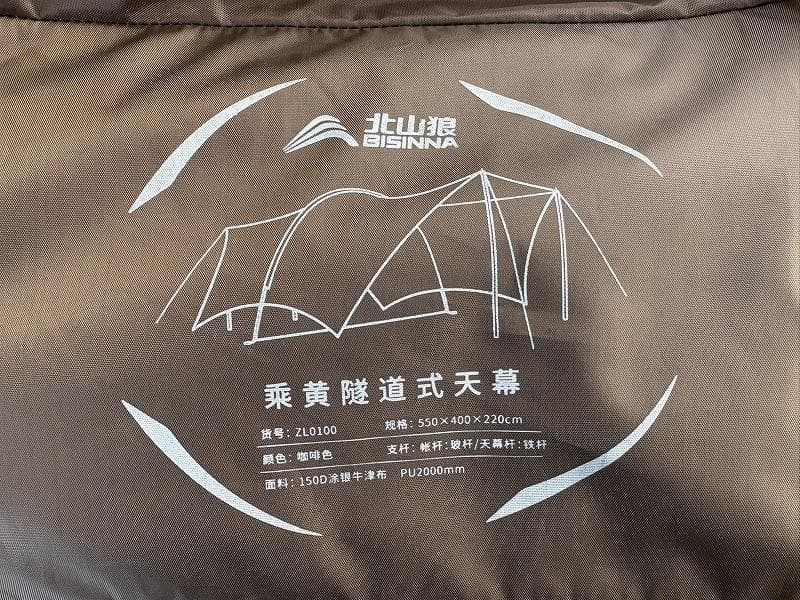 北山狼
BISINNA
乘黄隧道式天幕
货号：ZL0100 规格：550×400×220cm
颜色：咖啡色 支杆：帐杆：玻杆/天幕杆：铁杆
面料：150D涂银牛津布 PU2000mm